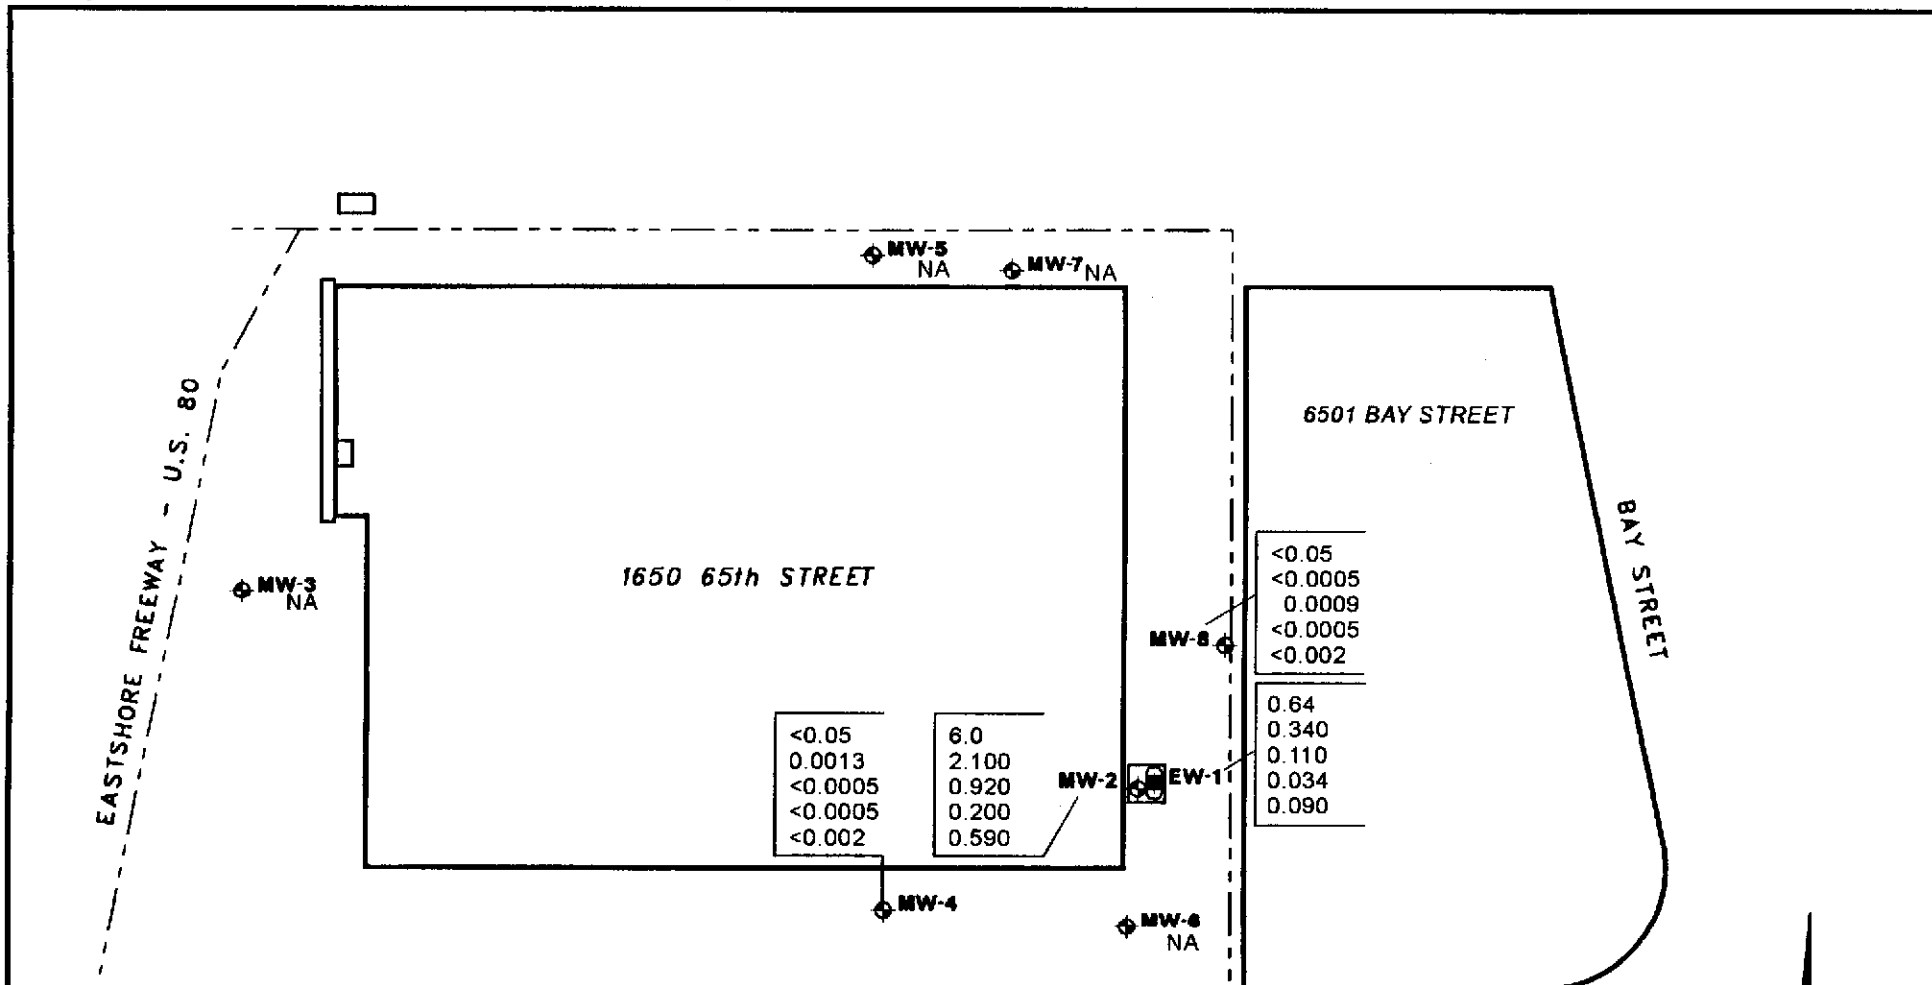 MW-5
NA
MW-7 NA
EASTSHORE FREEWAY - U.S. 80
6501 BAY STREET
BAY STREET
1650 65th STREET
MW-3
NA
<0.05
<0.0005
0.0009
<0.0005
<0.002
MW-8
0.64
0.340
0.110
0.034
0.090
<0.05
0.0013
<0.0005
<0.0005
<0.002
6.0
2.100
0.920
0.200
0.590
MW-2
EW-1
MW-4
MW-6
NA